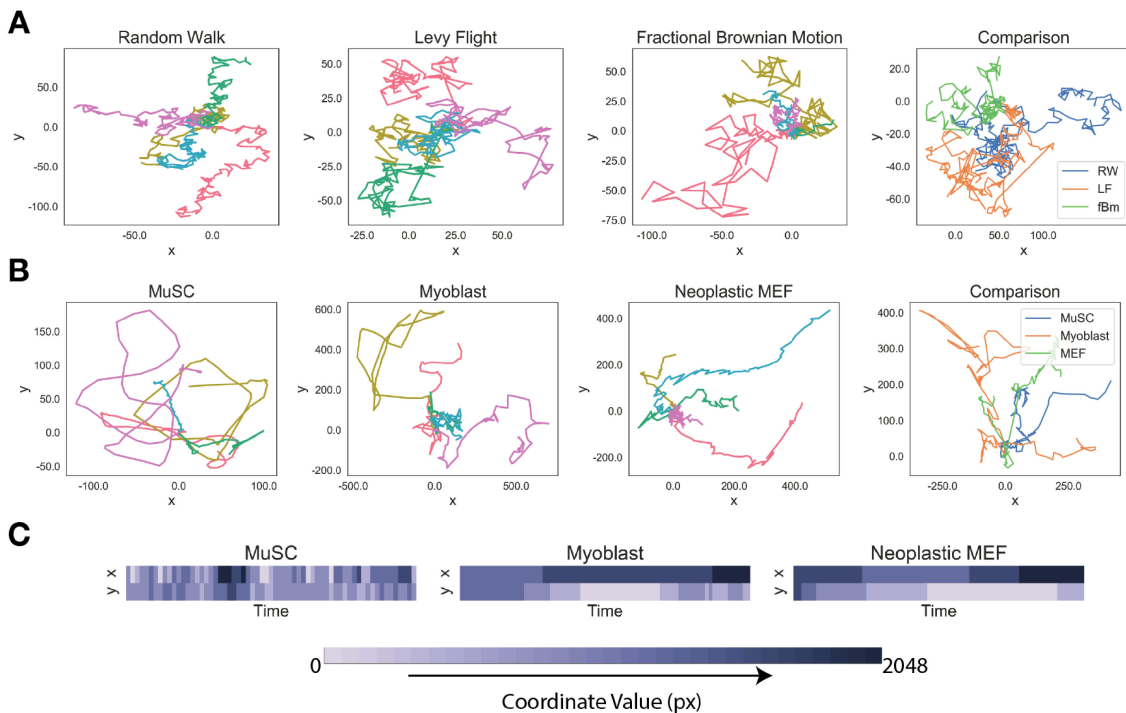 A
Random Walk
Levy Flight
Fractional Brownian Motion
Comparison
50.0
0.0
-50.0
-100.0
y
-50.0
0.0
x
50.0
25.0
0.0
-25.0
-50.0
y
-25.0
0.0
25.0
50.0
75.0
x
50.0
25.0
0.0
-25.0
-50.0
-75.0
y
-100.0
-50.0
0.0
x
20.0
0.0
-20.0
-40.0
-60.0
y
0.0
50.0
100.0
x
RW
LF
fBm
B
MuSC
Myoblast
Neoplastic MEF
Comparison
150.0
100.0
50.0
0.0
-50.0
y
-100.0
0.0
100.0
x
600.0
400.0
200.0
0.0
-200.0
y
-500.0
0.0
500.0
x
400.0
200.0
0.0
-200.0
y
0.0
200.0
400.0
x
400.0
300.0
200.0
100.0
0.0
y
-250.0
0.0
250.0
x
MuSC
Myoblast
MEF
C
MuSC
Myoblast
Neoplastic MEF
y x
Time
y x
Time
y x
Time
0
2048
Coordinate Value (px)